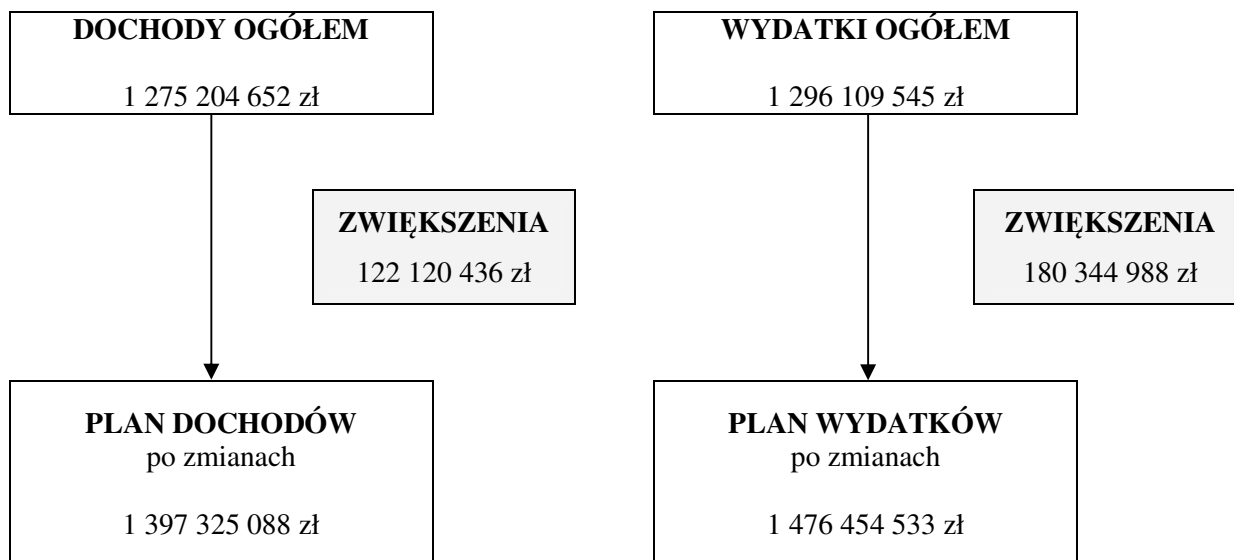 DOCHODY OGÓŁEM
1 275 204 652 zł
WYDATKI OGÓŁEM
1 296 109 545 zł
ZWIĘKSZENIA
122 120 436 zł
ZWIĘKSZENIA
180 344 988 zł
PLAN DOCHODÓW
po zmianach
1 397 325 088 zł
PLAN WYDATKÓW
po zmianach
1 476 454 533 zł